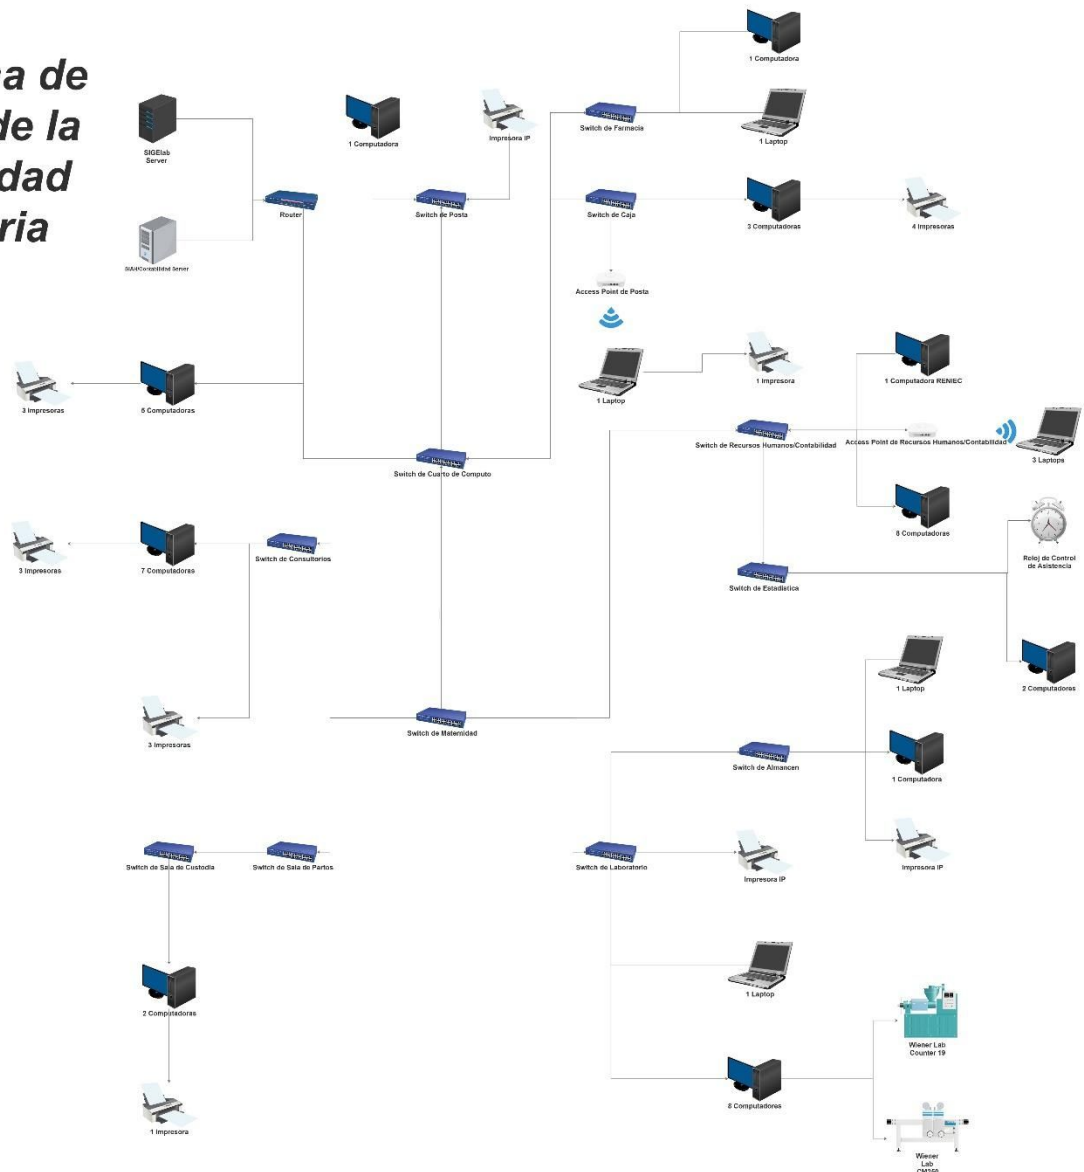 a de
de la
dad
ria
1 Computadora
SIGElab
Server
1 Computadora
Impresora IP
Switch de Farmacia
1 Laptop
Router
Switch de Posta
Switch de Caja
3 Computadoras
4 Impresoras
SIAH/Contabilidad Server
Access Point de Posta
3 Impresoras
5 Computadoras
1 Laptop
1 Impresora
1 Computadora RENIEC
Switch de Recursos Humanos/Contabilidad
Access Point de Recursos Humanos/Contabilidad
3 Laptops
Switch de Cuarto de Computo
8 Computadoras
3 Impresoras
7 Computadoras
Switch de Consultorios
Reloj de Control
de Asistencia
Switch de Estadística
1 Laptop
2 Computadoras
3 Impresoras
Switch de Maternidad
Switch de Almancen
1 Computadora
Switch de Sala de Custodia
Switch de Sala de Partos
Switch de Laboratorio
Impresora IP
Impresora IP
1 Laptop
2 Computadoras
Wiener Lab
Counter 19
8 Computadores
1 Impresora
Wiener
Lab
CM250